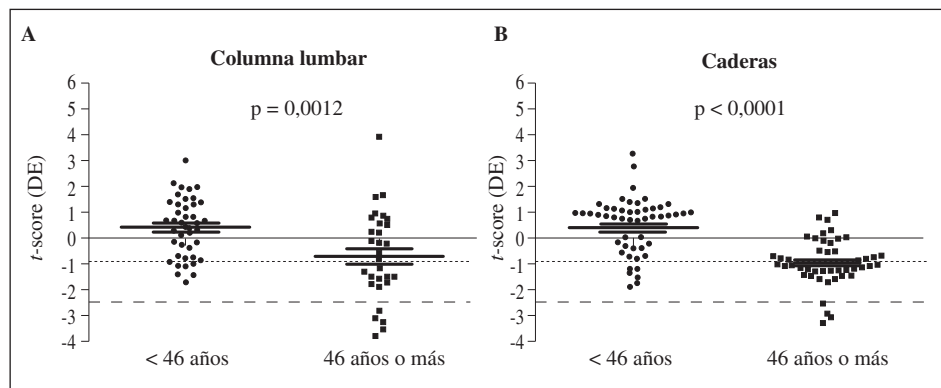 A
Columna lumbar
p = 0,0012
t-score (DE)
6
5
4
3
2
1
0
-1
-2
-3
-4
< 46 años
46 años o más
B
Caderas
p < 0,0001
t-score (DE)
6
5
4
3
2
1
0
-1
-2
-3
-4
< 46 años
46 años o más